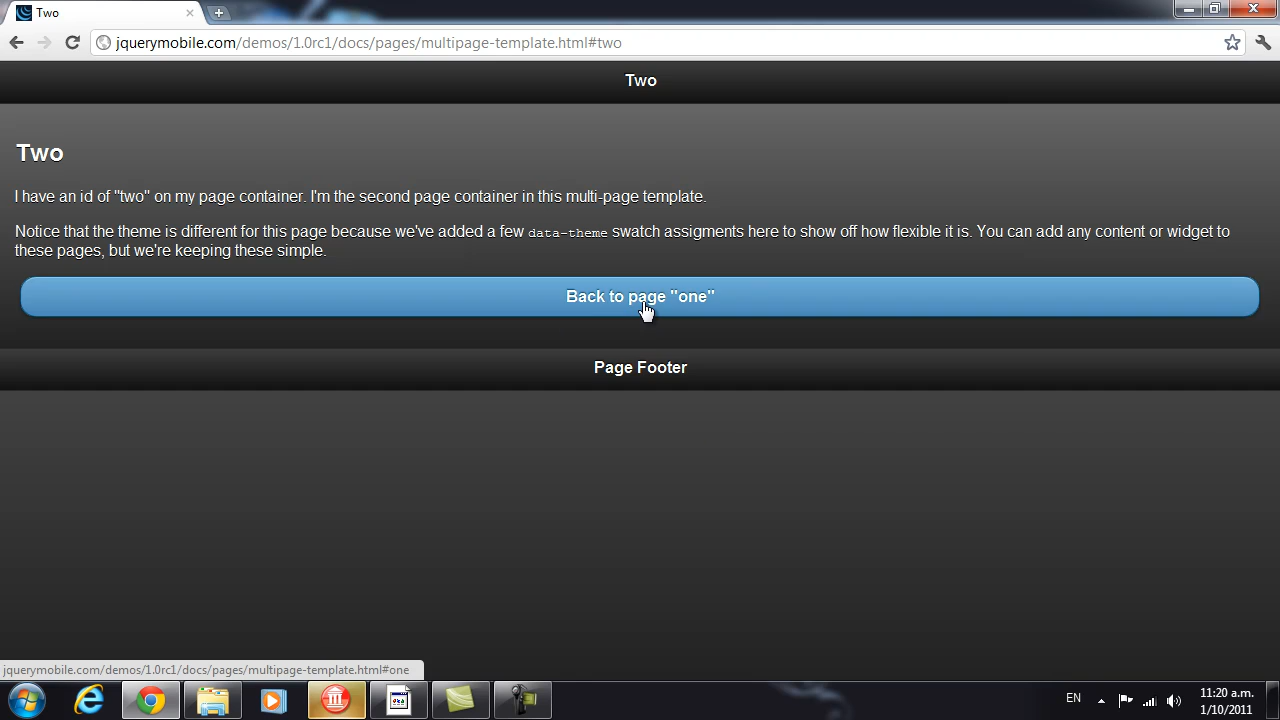 Two
jquerymobile.com/demos/1.0rc1/docs/pages/multipage-template.html#two
Two
Two
I have an id of "two" on my page container. I'm the second page container in this multi-page template.
Notice that the theme is different for this page because we've added a few data-theme swatch assigments here to show off how flexible it is. You can add any content or widget to
these pages, but we're keeping these simple.
Back to page "one"
Page Footer
jquerymobile.com/demos/1.0rc1/docs/pages/multipage-template.html#one
EN
11:20 a.m.
1/10/2011